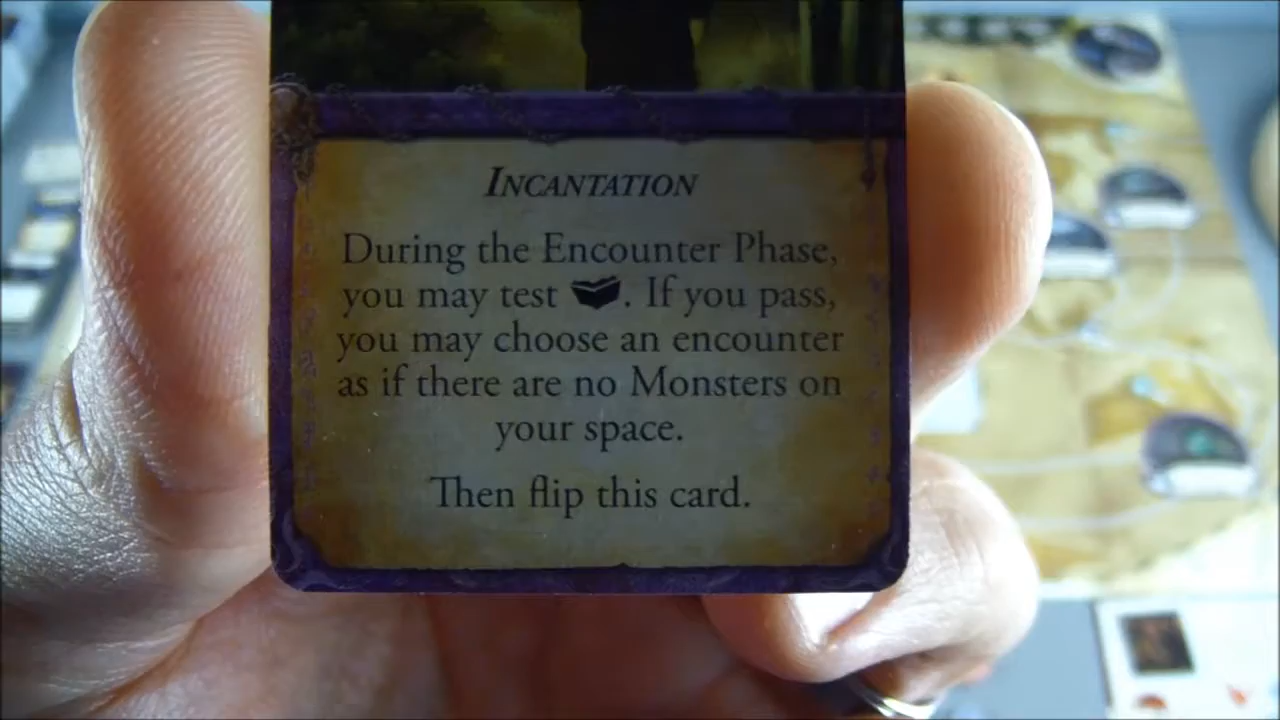 INCANTATION
During the Encounter Phase,
you may test . If you pass,
you may choose an encounter
as if there are no Monsters on
your space.
Then flip this card.